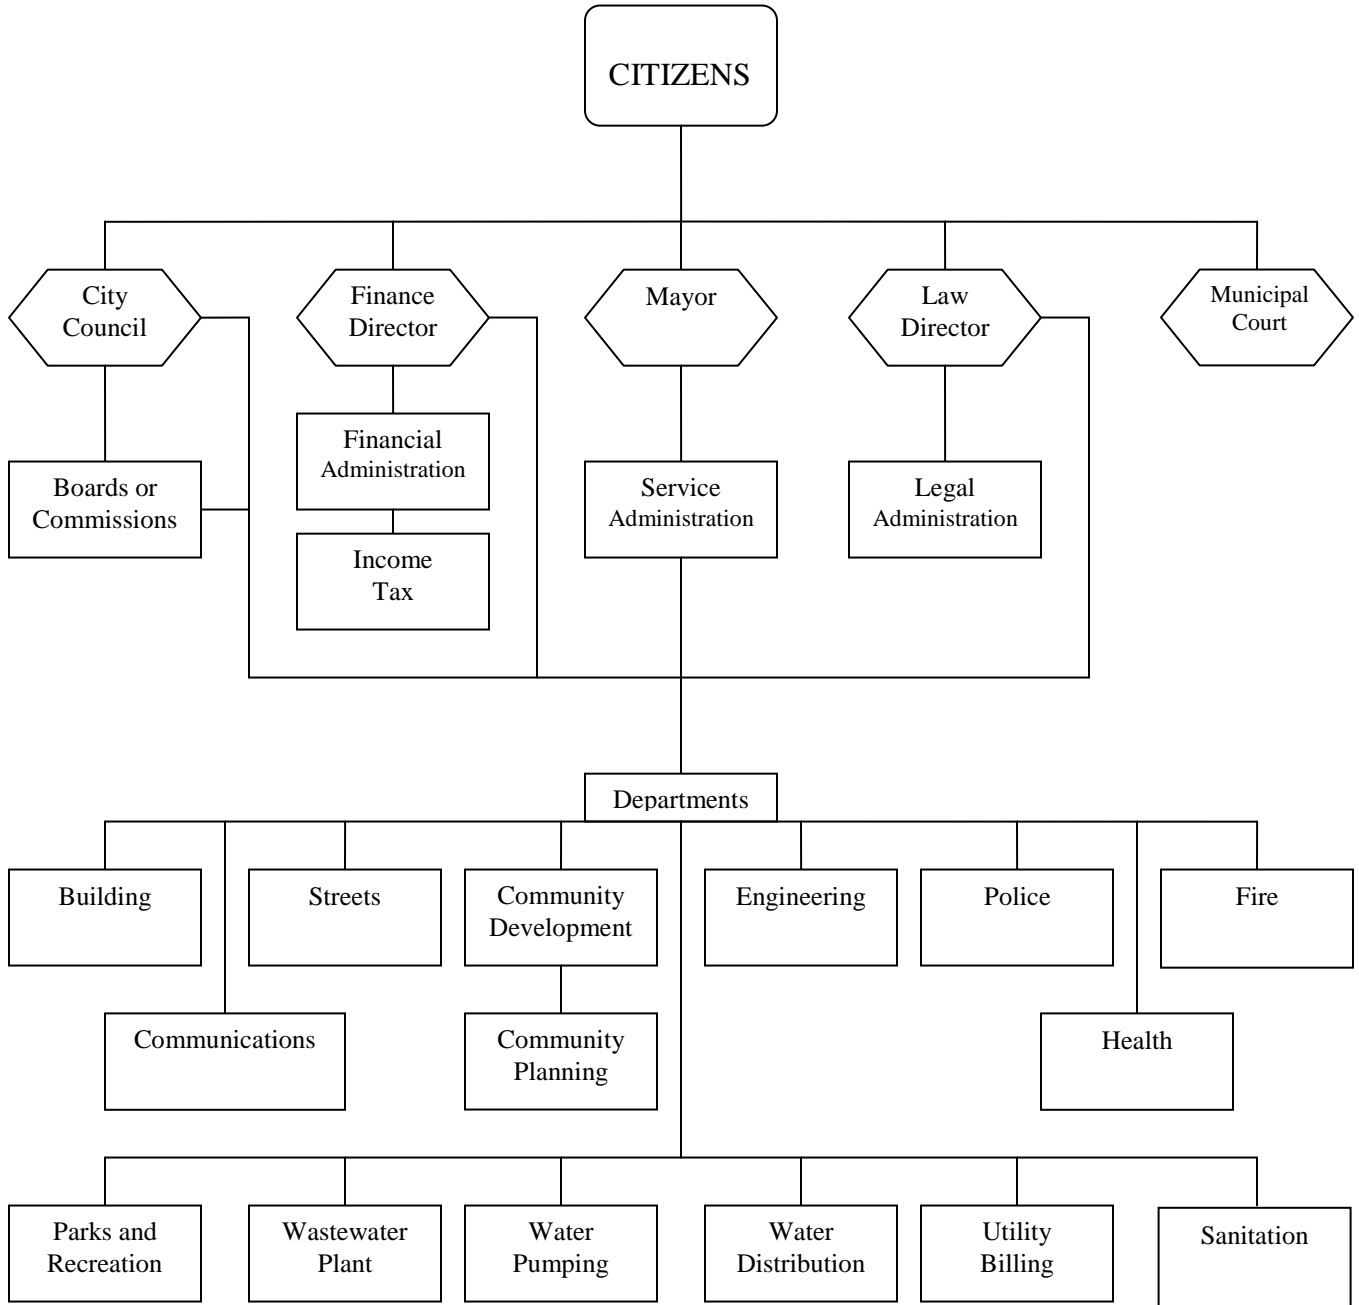 CITIZENS
City
Council
Finance
Director
Mayor
Law
Director
Municipal
Court
Financial
Administration
Boards or
Commissions
Service
Administration
Legal
Administration
Income
Tax
Departments
Building
Streets
Community
Development
Engineering
Police
Fire
Communications
Community
Planning
Health
Parks and
Recreation
Wastewater
Plant
Water
Pumping
Water
Distribution
Utility
Billing
Sanitation